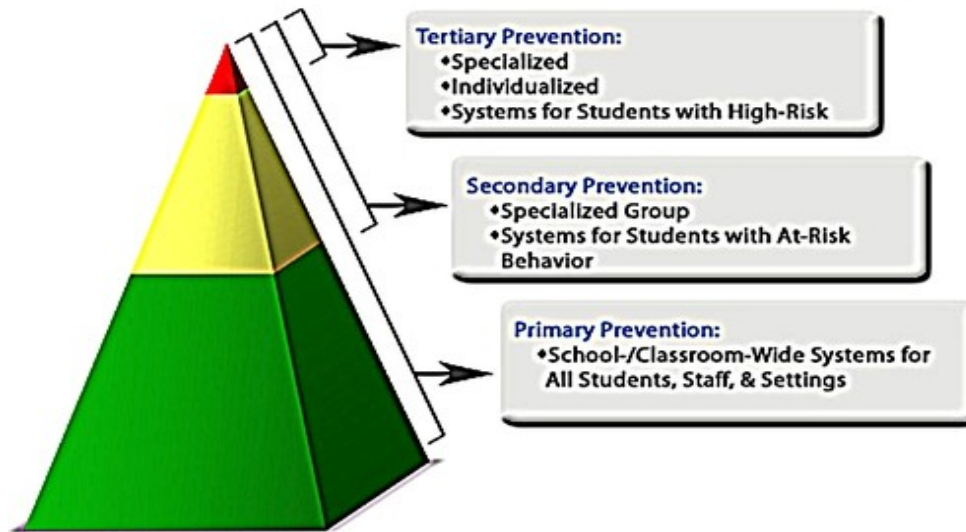 Tertiary Prevention:
◆Specialized
◆Individualized
◆Systems for Students with High-Risk
Secondary Prevention:
◆Specialized Group
◆Systems for Students with At-Risk
Behavior
Primary Prevention:
◆School-/Classroom-Wide Systems for
All Students, Staff, & Settings